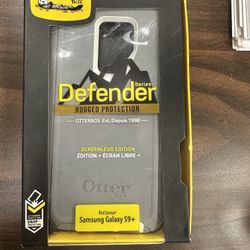 Defender
Series
RUGGED PROTECTION
OTTERBOX Est./Depuis 1998
SCREENLESS EDITION
ÉDITION « ÉCRAN LIBRE »
Otter
BOX
for/pour
Samsung Galaxy S9+